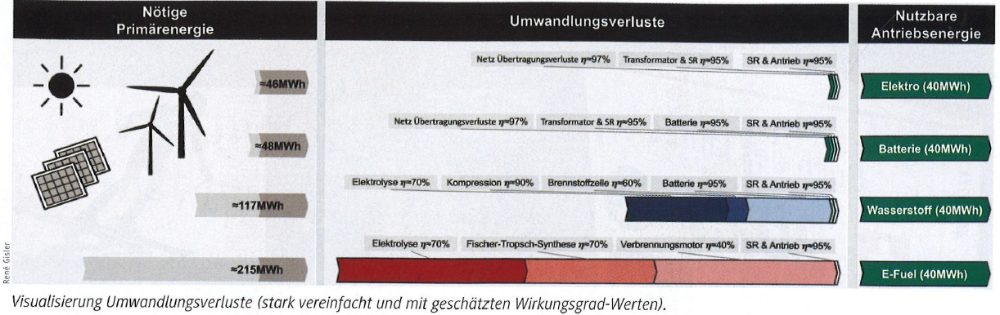 Nötige
Primärenergie
Umwandlungsverluste
Nutzbare
Antriebsenergie
≈46MWh
Netz Übertragungsverluste η≈97%
Transformator & SR η≈95%
SR & Antrieb η≈95%
Elektro (40MWh)
≈48MWh
Netz Übertragungsverluste η≈97%
Transformator & SR η≈95%
Batterie η≈95%
SR & Antrieb η≈95%
Batterie (40MWh)
≈117MWh
Elektrolyse η≈70%
Kompression η≈90%
Brennstoffzelle η≈60%
Batterie η≈95%
SR & Antrieb η≈95%
Wasserstoff (40MWh)
≈215MWh
Elektrolyse η≈70%
Fischer-Tropsch-Synthese η≈70%
Verbrennungsmotor η≈40%
SR & Antrieb η≈95%
E-Fuel (40MWh)
René Gisler
Visualisierung Umwandlungsverluste (stark vereinfacht und mit geschätzten Wirkungsgrad-Werten).